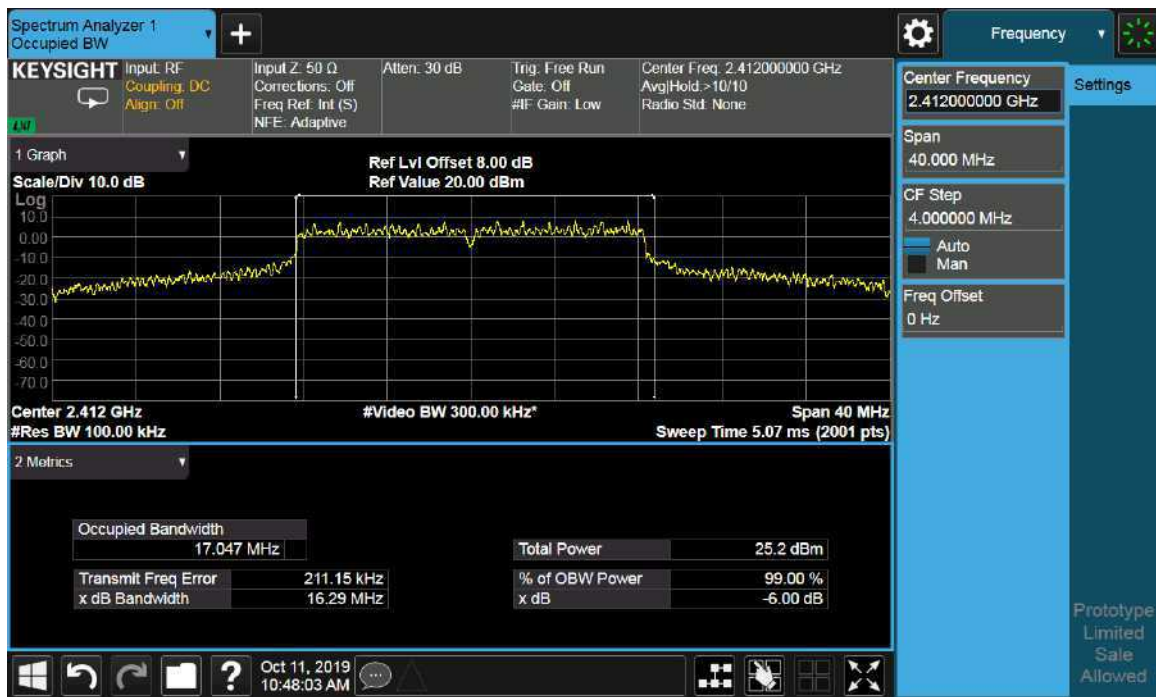 Spectrum Analyzer 1
Occupied BW
Frequency
KEYSIGHT
Input: RF
Coupling: DC
Align: Off
Input Z: 50 Ω
Corrections: Off
Freq Ref: Int (S)
NFE: Adaptive
Atten: 30 dB
Trig: Free Run
Gate: Off
#IF Gain: Low
Center Freq: 2.412000000 GHz
Avg|Hold:>10/10
Radio Std: None
Center Frequency
2.412000000 GHz
Settings
Span
40.000 MHz
CF Step
4.000000 MHz
Auto
Man
Freq Offset
0 Hz
1 Graph
Scale/Div 10.0 dB
Ref Lvl Offset 8.00 dB
Ref Value 20.00 dBm
Log
10.0
0.00
-10.0
-20.0
-30.0
-40.0
-50.0
-60.0
-70.0
Center 2.412 GHz
#Video BW 300.00 kHz*
Span 40 MHz
#Res BW 100.00 kHz
Sweep Time 5.07 ms (2001 pts)
2 Metrics
Occupied Bandwidth
17.047 MHz
Total Power 25.2 dBm
Transmit Freq Error 211.15 kHz
% of OBW Power 99.00 %
x dB Bandwidth 16.29 MHz
x dB -6.00 dB
Prototype
Limited
Sale
Allowed
Oct 11, 2019
10:48:03 AM